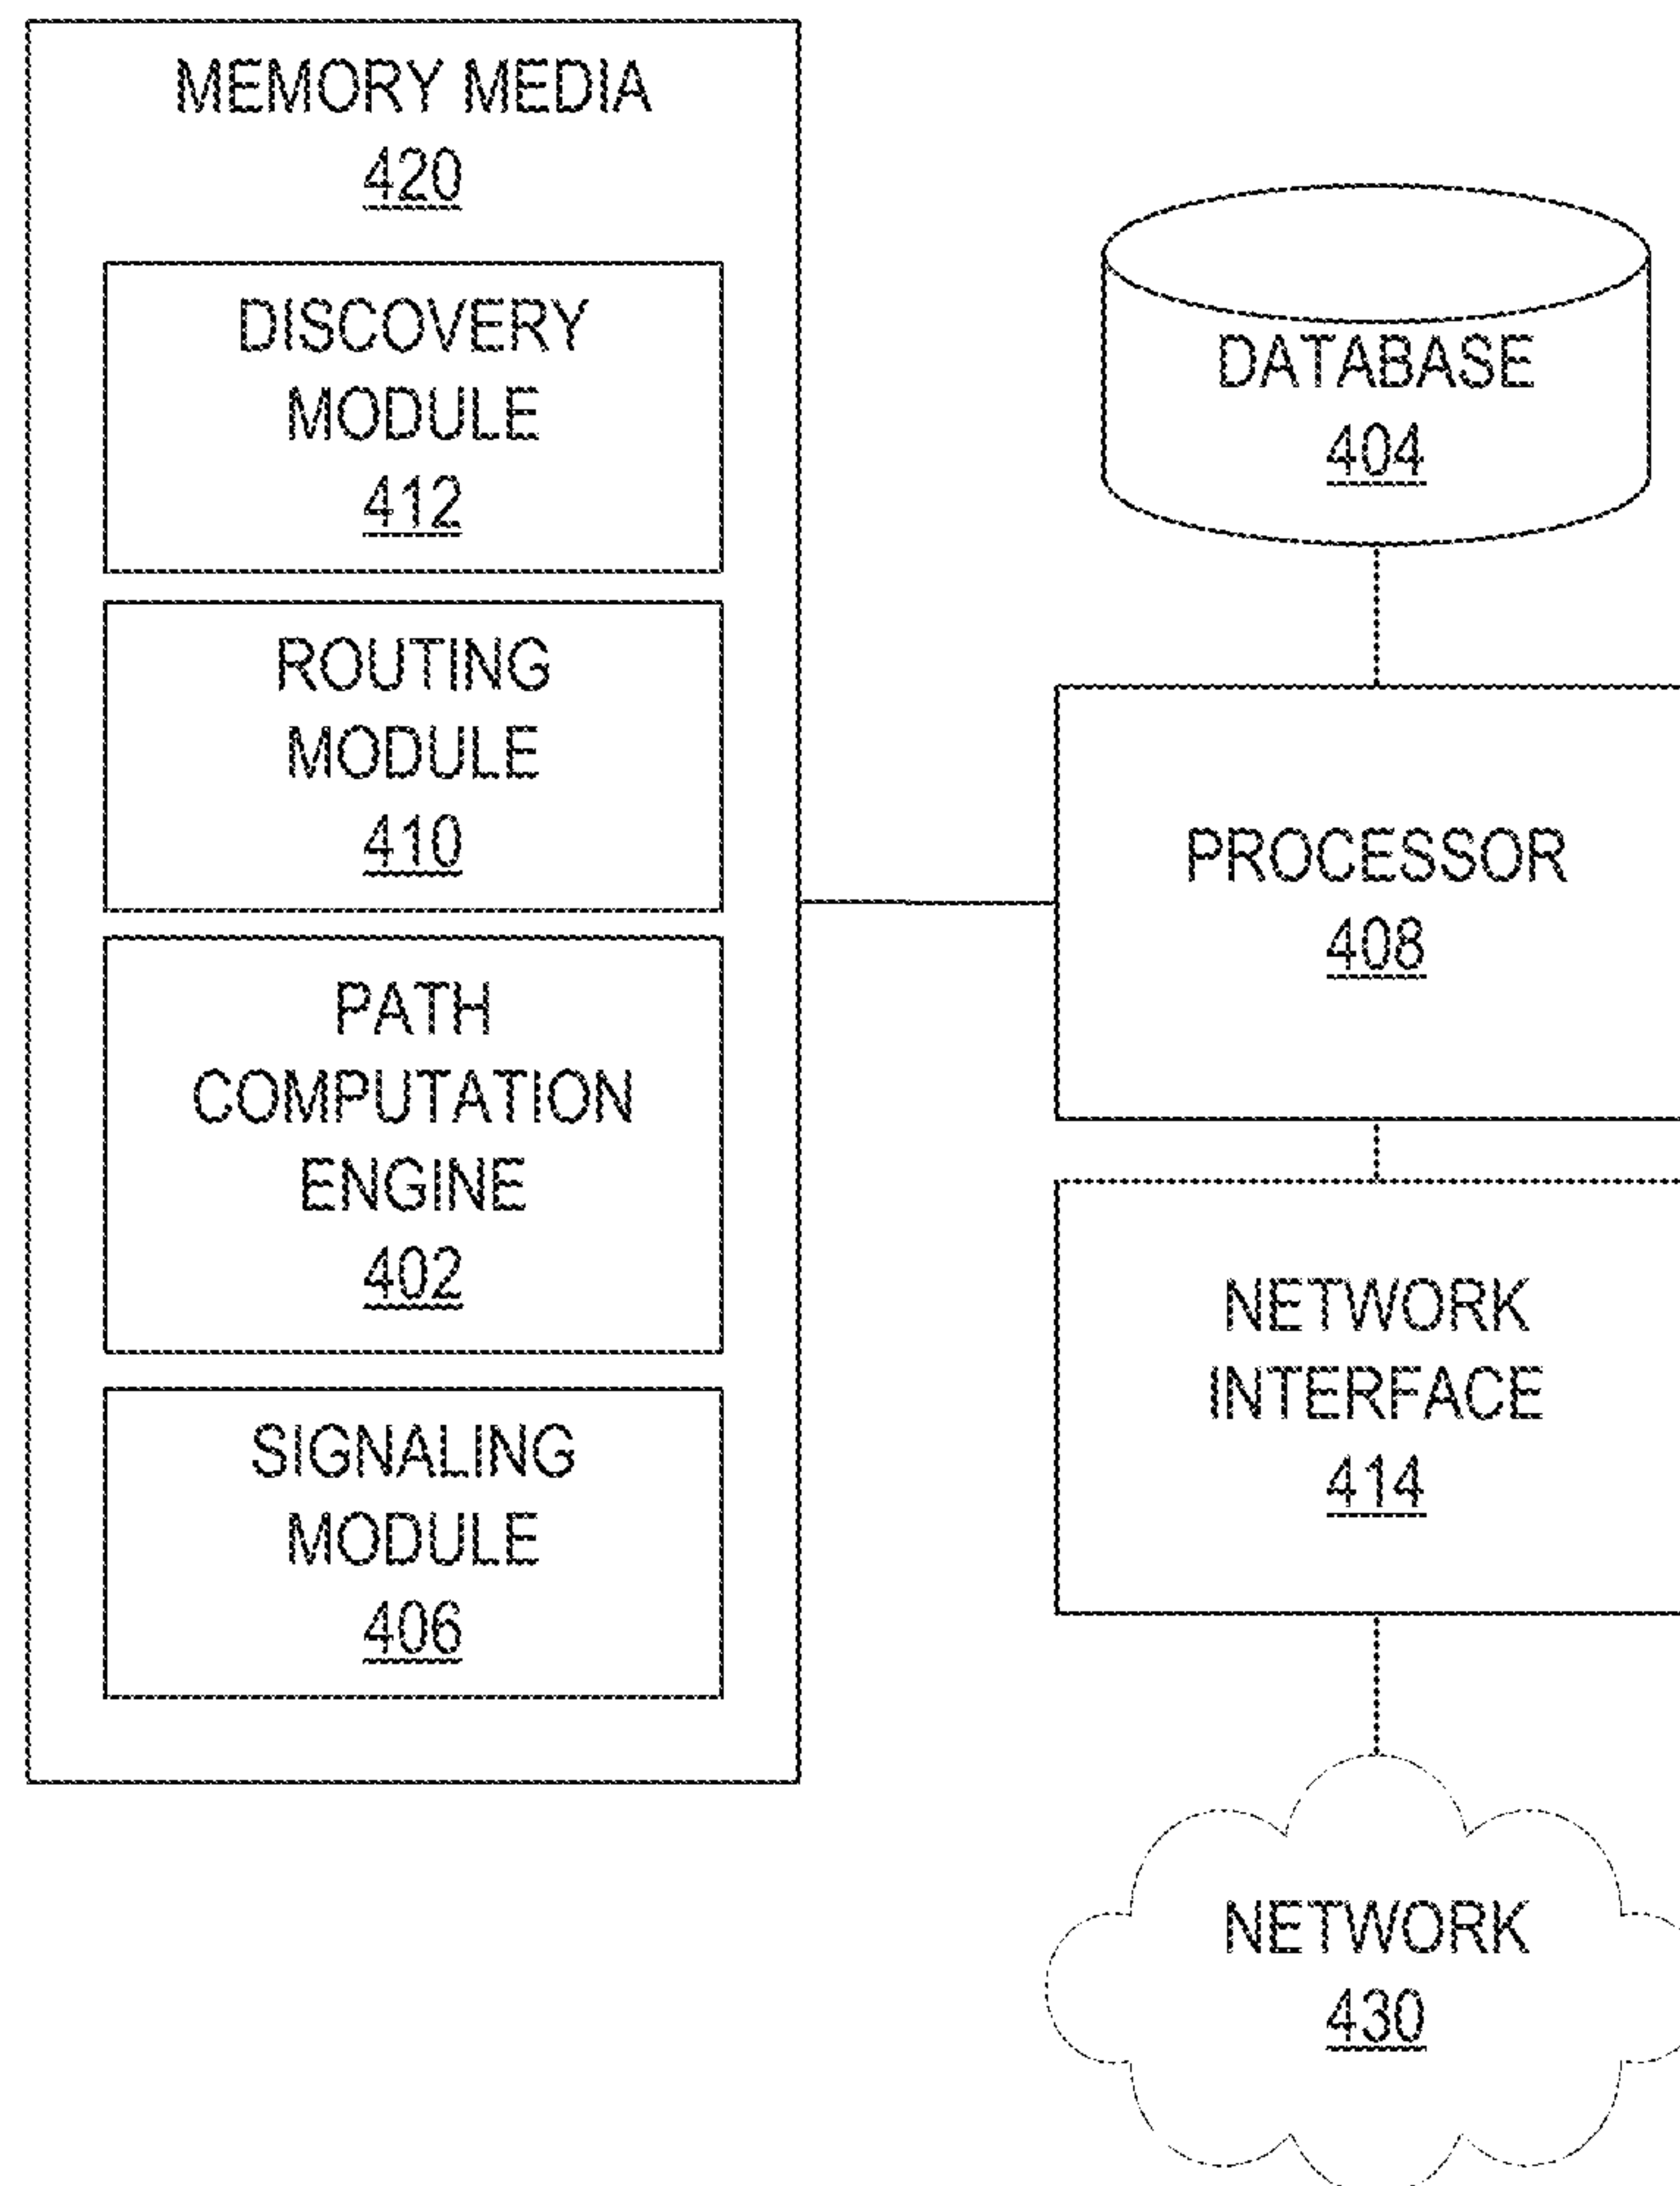 MEMORY MEDIA
420
DISCOVERY
MODULE
412
ROUTING
MODULE
410
PATH
COMPUTATION
ENGINE
402
SIGNALING
MODULE
406
DATABASE
404
PROCESSOR
408
NETWORK
INTERFACE
414
NETWORK
430